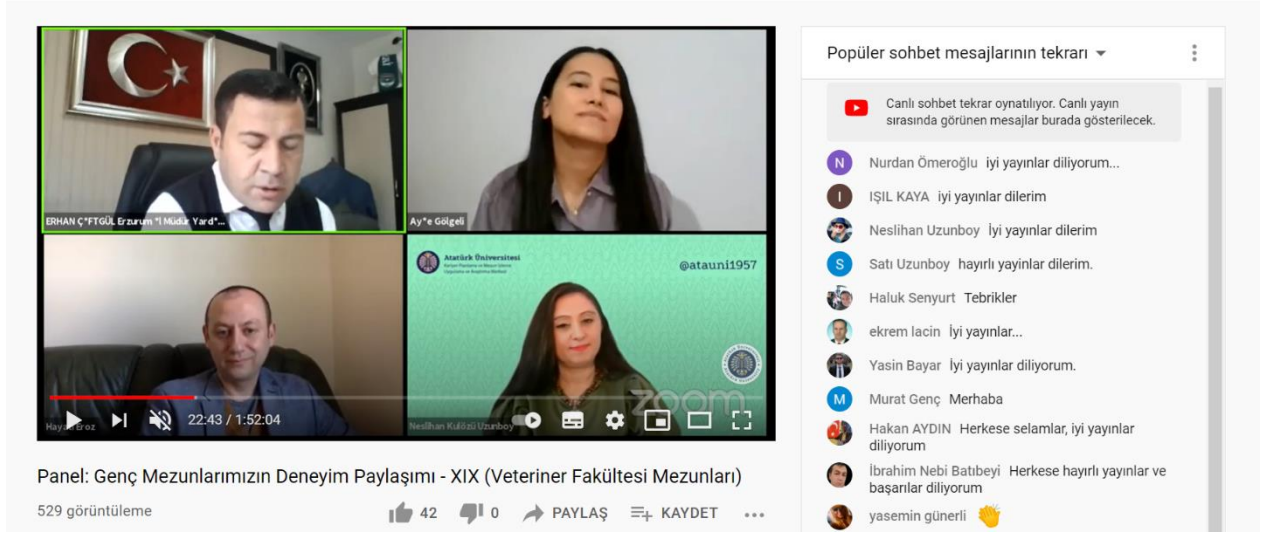 ERHAN Ç*FTGÜL Erzurum *l Müdür Yard*...
Ay*e Gölgeli
Atatürk Üniversitesi
@atauni1957
zoom
22:43 / 1:52:04
Hayati Eroz
Neslihan Kulözü Uzunboy
Panel: Genç Mezunlarımızın Deneyim Paylaşımı - XIX (Veteriner Fakültesi Mezunları)
529 görüntüleme
42
0
PAYLAŞ
KAYDET
Popüler sohbet mesajlarının tekrarı
Canlı sohbet tekrar oynatılıyor. Canlı yayın
sırasında görünen mesajlar burada gösterilecek.
N Nurdan Ömeroğlu iyi yayınlar diliyorum...
I IŞIL KAYA iyi yayınlar dilerim
Neslihan Uzunboy İyi yayınlar dilerim
S Satı Uzunboy hayırlı yayinlar dilerim.
Haluk Senyurt Tebrikler
ekrem lacin İyi yayınlar...
Yasin Bayar İyi yayınlar diliyorum.
M Murat Genç Merhaba
Hakan AYDIN Herkese selamlar, iyi yayınlar
diliyorum
İbrahim Nebi Batıbeyi Herkese hayırlı yayınlar ve
başarılar diliyorum
yasemin günerli 👏